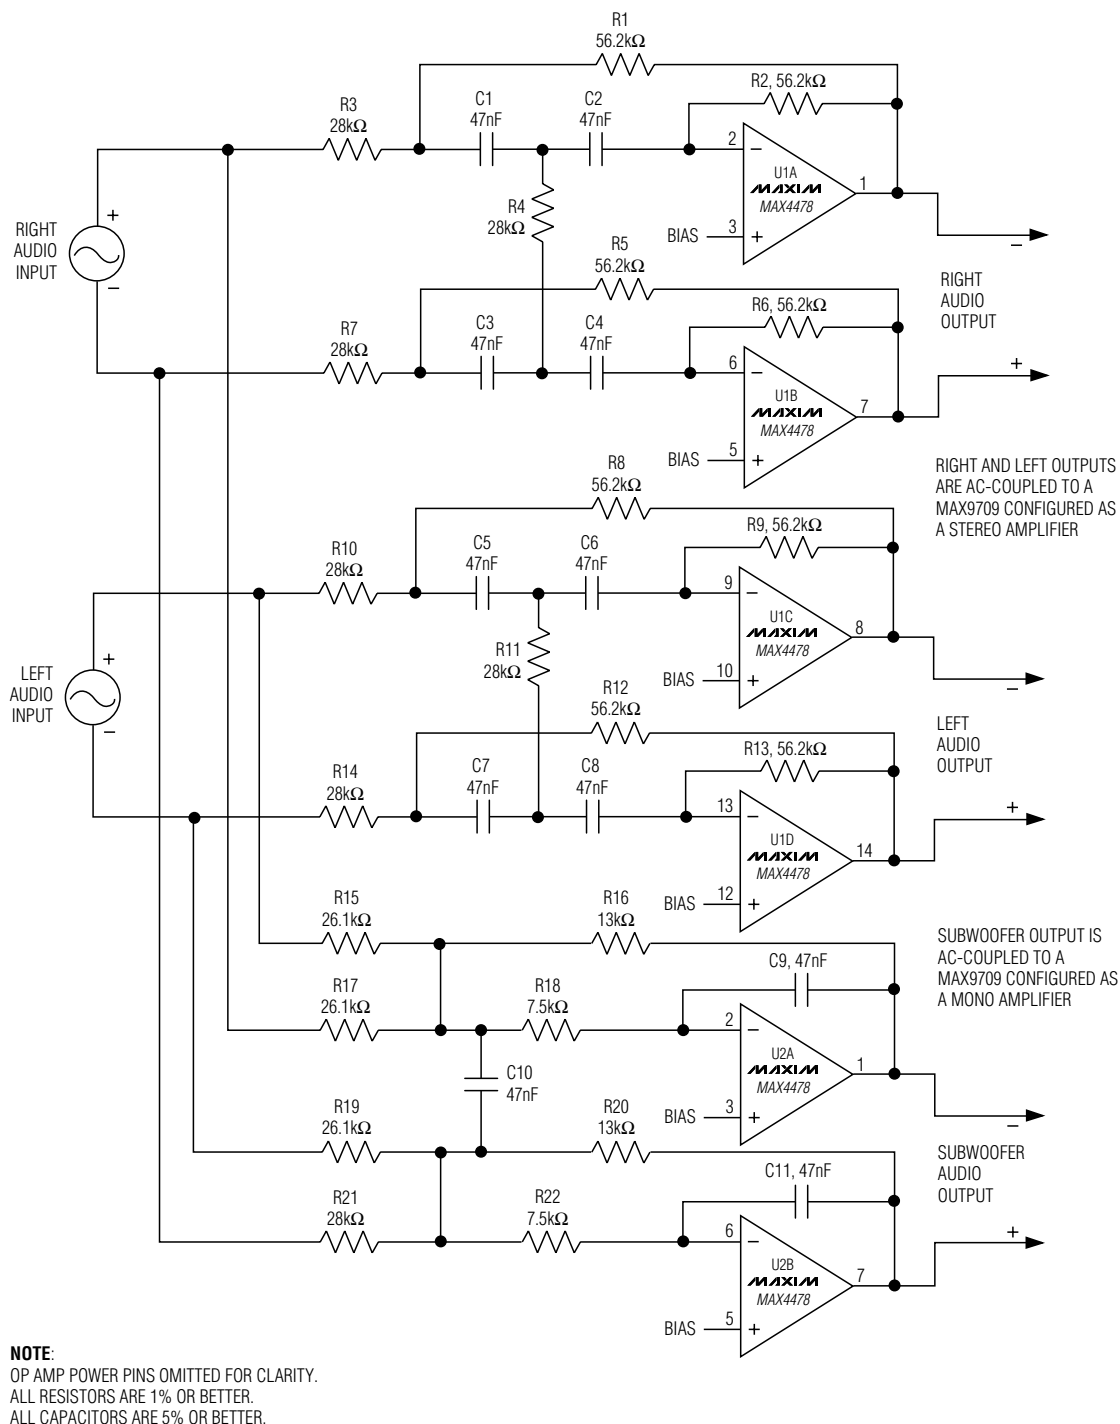 R1
56.2kΩ
R2, 56.2kΩ
R3
28kΩ
C1
47nF
C2
47nF
2
−
U1A
MAXIM
MAX4478
1
R4
28kΩ
BIAS
3
+
−
+
RIGHT
AUDIO
INPUT
−
R5
56.2kΩ
RIGHT
AUDIO
OUTPUT
R6, 56.2kΩ
R7
28kΩ
C3
47nF
C4
47nF
6
−
U1B
MAXIM
MAX4478
7
+
BIAS
5
+
RIGHT AND LEFT OUTPUTS
ARE AC-COUPLED TO A
MAX9709 CONFIGURED AS
A STEREO AMPLIFIER
R8
56.2kΩ
R9, 56.2kΩ
R10
28kΩ
C5
47nF
C6
47nF
9
−
U1C
MAXIM
MAX4478
8
R11
28kΩ
BIAS
10
+
−
+
LEFT
AUDIO
INPUT
−
R12
56.2kΩ
LEFT
AUDIO
OUTPUT
R13, 56.2kΩ
R14
28kΩ
C7
47nF
C8
47nF
13
−
U1D
MAXIM
MAX4478
14
+
BIAS
12
+
R15
26.1kΩ
R16
13kΩ
SUBWOOFER OUTPUT IS
AC-COUPLED TO A
MAX9709 CONFIGURED AS
A MONO AMPLIFIER
C9, 47nF
R17
26.1kΩ
R18
7.5kΩ
2
−
U2A
MAXIM
MAX4478
1
C10
47nF
BIAS
3
+
−
R19
26.1kΩ
R20
13kΩ
SUBWOOFER
AUDIO
OUTPUT
C11, 47nF
R21
28kΩ
R22
7.5kΩ
6
−
U2B
MAXIM
MAX4478
7
+
BIAS
5
+
NOTE:
OP AMP POWER PINS OMITTED FOR CLARITY.
ALL RESISTORS ARE 1% OR BETTER.
ALL CAPACITORS ARE 5% OR BETTER.